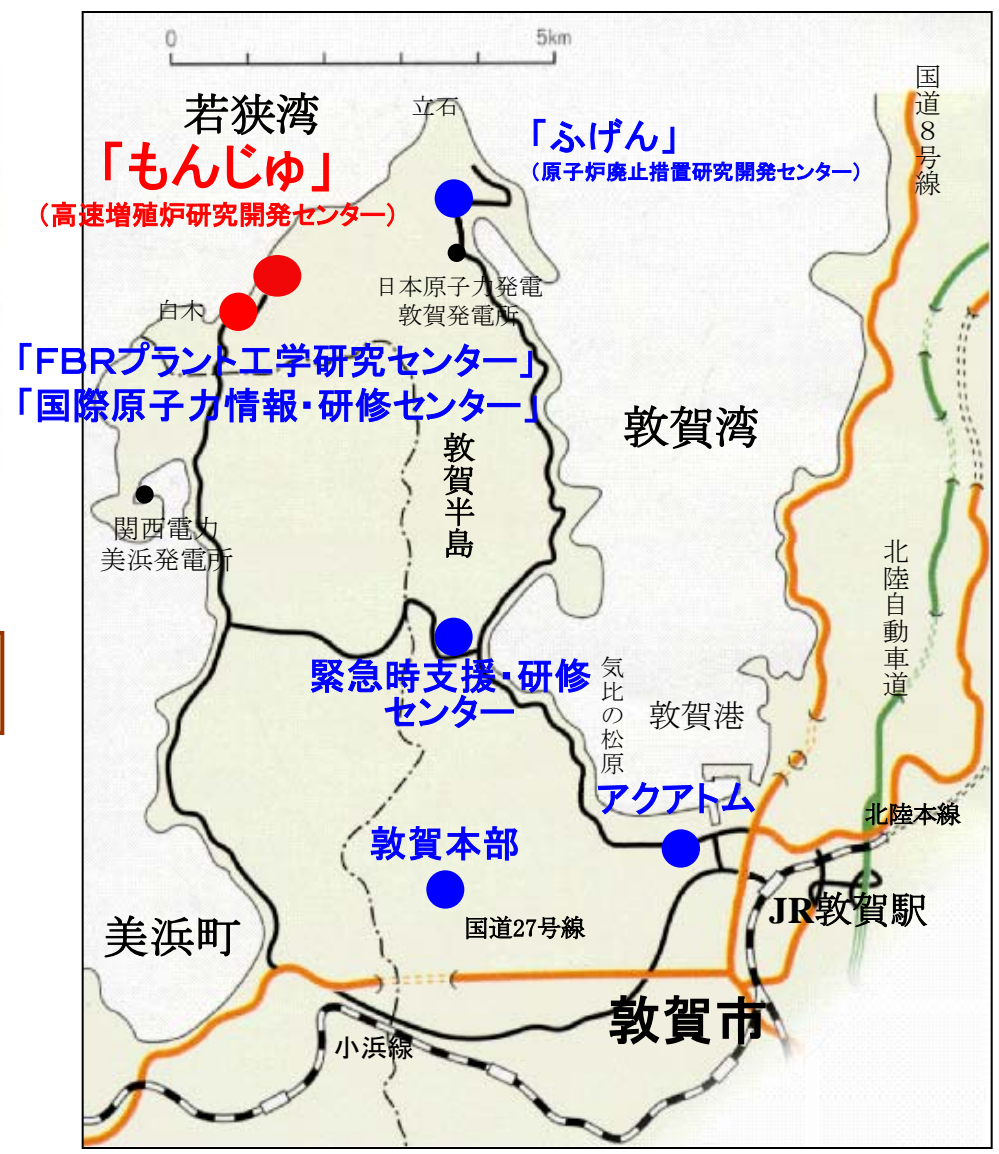 0 5km
若狭湾
立石
「もんじゅ」
（高速増殖炉研究開発センター）
「ふげん」
（原子炉廃止措置研究開発センター）
国道８号線
日本原子力発電
敦賀発電所
白木
「ＦＢＲプラント工学研究センター」
「国際原子力情報・研修センター」
敦賀湾
敦賀半島
関西電力
美浜発電所
北陸自動車道
緊急時支援・研修
センター
気比の松原
敦賀港
アクアトム
北陸本線
敦賀本部
JR敦賀駅
美浜町
国道27号線
敦賀市
小浜線